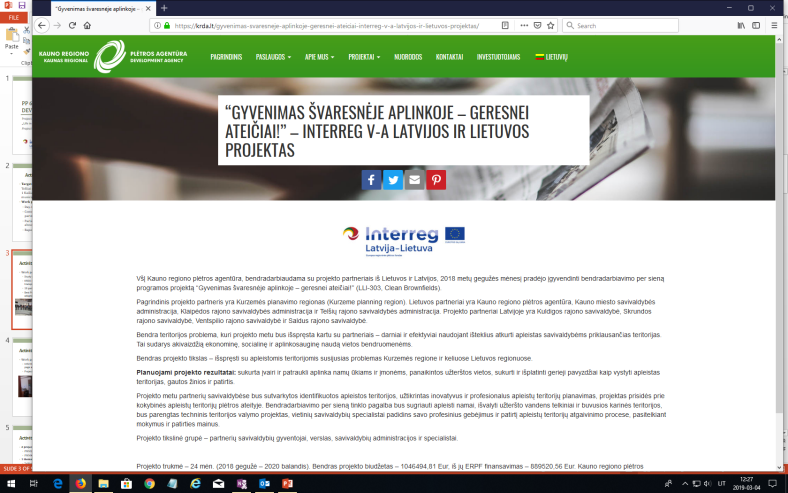 "Gyvenimas švaresnėje aplinkoje –
https://krda.lt/gyvenimas-svaresneje-aplinkoje-geresnei-ateiciai-interreg-v-a-latvijos-ir-lietuvos-projektas/
Search
FILE
Paste
KAUNO REGIONO PLĖTROS AGENTŪRA
KAUNAS REGIONAL DEVELOPMENT AGENCY
PAGRINDINIS PASLAUGOS APIE MUS PROJEKTAI NUORODOS KONTAKTAI INVESTUOTOJAMS LIETUVIŲ
“GYVENIMAS ŠVARESNĖJE APLINKOJE – GERESNEI
ATEIČIAI!” – INTERREG V-A LATVIJOS IR LIETUVOS
PROJEKTAS
Interreg
Latvija-Lietuva
VšĮ Kauno regiono plėtros agentūra, bendradarbiaudama su projekto partneriais iš Lietuvos ir Latvijos, 2018 metų gegužės mėnesį pradėjo įgyvendinti bendradarbiavimo per sieną
programos projektą “Gyvenimas švaresnėje aplinkoje – geresnei ateičiai!” (LLI-303, Clean Brownfields).
Pagrindinis projekto partneris yra Kurzemės planavimo regionas (Kurzeme planning region). Lietuvos partneriai yra Kauno regiono plėtros agentūra, Kauno miesto savivaldybės
administracija, Klaipėdos rajono savivaldybės administracija ir Telšių rajono savivaldybės administracija. Projekto partneriai Latvijoje yra Kuldigos rajono savivaldybė, Skrundos
rajono savivaldybė, Ventspilio rajono savivaldybė ir Saldus rajono savivaldybė.
Bendra teritorijos problema, kuri projekto metu bus išspręsta kartu su partneriais – darniai ir efektyviai naudojant išteklius atkurti apleistas savivaldybėms priklausančias teritorijas.
Tai sudarys akivaizdžią ekonominę, socialinę ir aplinkosauginę naudą vietos bendruomenėms.
Bendras projekto tikslas – išspręsti su apleistomis teritorijomis susijusias problemas Kurzemės regione ir keliuose Lietuvos regionuose.
Planuojami projekto rezultatai: sukurta įvairi ir patraukli aplinka namų ūkiams ir įmonėms, panaikintos užterštos vietos, sukurti ir išplatinti gerieji pavyzdžiai kaip vystyti apleistas
teritorijas, gautos žinios ir patirtis.
Projekto metu partnerių savivaldybėse bus sutvarkytos identifikuotos apleistos teritorijos, užtikrintas inovatyvus ir profesionalus apleistų teritorijų planavimas, projektas prisidės prie
kokybinės apleistų teritorijų plėtros ateityje. Bendradarbiavimo per sieną tinklo pagalba bus sugriauti apleisti namai, išvalyti užteršto vandens telkiniai ir buvusios karinės teritorijos,
bus parengtas techninis teritorijos valymo projektas, vietinių savivaldybių specialistai padidins savo profesinius gebėjimus ir patirtį apleistų teritorijų atgaivinimo procese, pasiteikiant
mokymus ir patirties mainus.
Projekto tikslinė grupė – partnerių savivaldybių gyventojai, verslas, savivaldybių administracijos ir specialistai.
Projekto trukmė – 24 mėn. (2018 gegužė – 2020 balandis). Bendras projekto biudžetas – 1046494,81 Eur, iš jų ERPF finansavimas – 889520,56 Eur. Kauno regiono plėtros
1
2
3
4
5
SLIDE 3 OF
LIT
12:27
2019-03-04